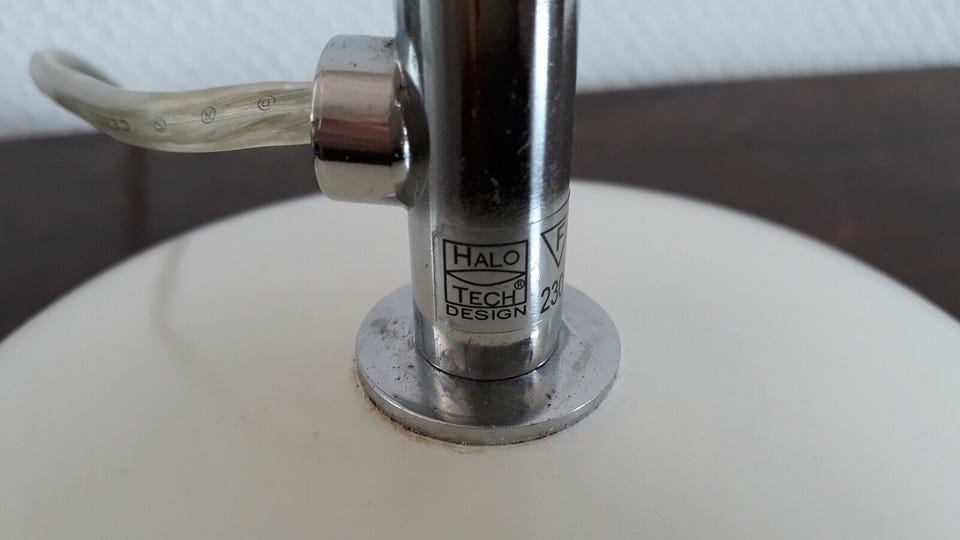 HALO
TECH®
DESIGN
F
230